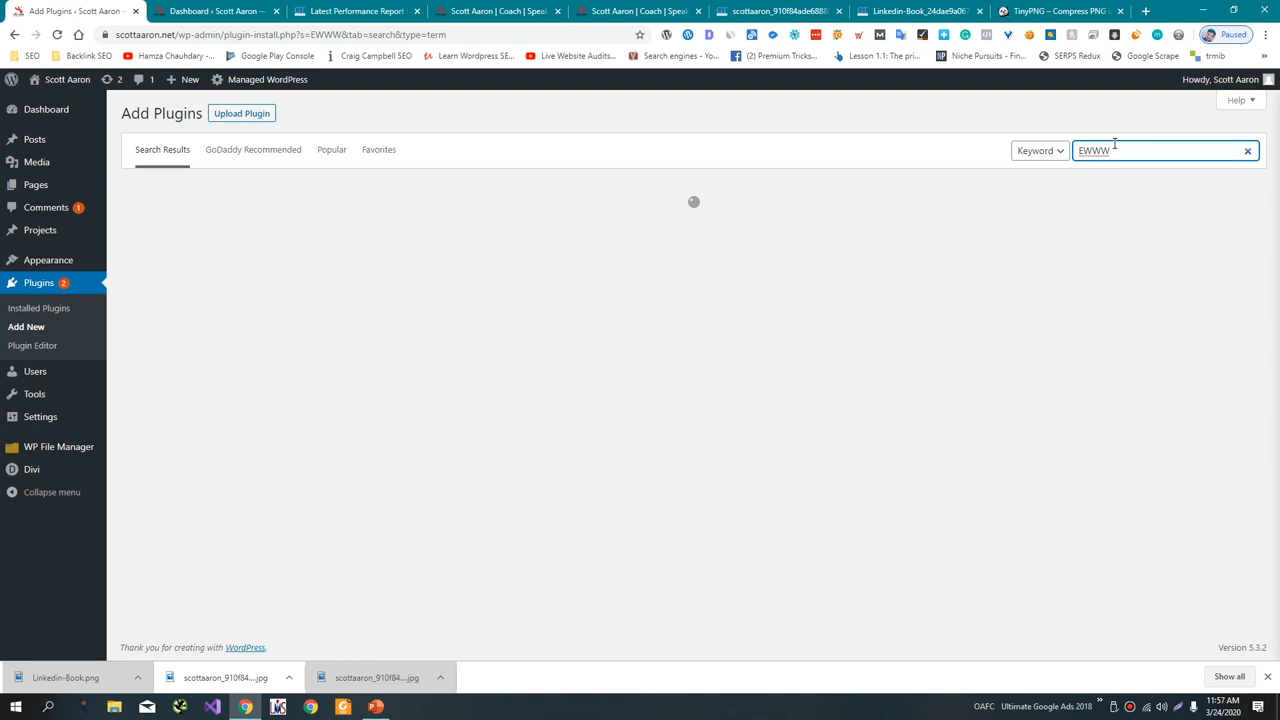 Add Plugins ‹ Scott Aaron —
Dashboard ‹ Scott Aaron —
Latest Performance Report f
Scott Aaron | Coach | Speak
Scott Aaron | Coach | Speak
scottaaron_910f84ade6888
Linkedin-Book_24dae9a067
TinyPNG – Compress PNG i
scottaaron.net/wp-admin/plugin-install.php?s=EWWW&tab=search&type=term
Paused
SEO
Backlink SEO
Hamza Chauhdary -...
Google Play Console
Craig Campbell SEO
Learn Wordpress SE...
Live Website Audits...
Search engines - Yo...
(2) Premium Tricks...
Lesson 1.1: The pri...
Niche Pursuits - Fin...
SERPS Redux
Google Scrape
trmib
»
Scott Aaron
2
1
New
Managed WordPress
Howdy, Scott Aaron
Dashboard
Posts
Media
Pages
Comments 1
Projects
Appearance
Plugins 2
Installed Plugins
Add New
Plugin Editor
Users
Tools
Settings
WP File Manager
Divi
Collapse menu
Add Plugins
Upload Plugin
Help
Search Results
GoDaddy Recommended
Popular
Favorites
Keyword
EWWW
Thank you for creating with WordPress.
Version 5.3.2
Linkedin-Book.png
scottaaron_910f84....jpg
scottaaron_910f84....jpg
Show all
OAFC
Ultimate Google Ads 2018
11:57 AM
3/24/2020